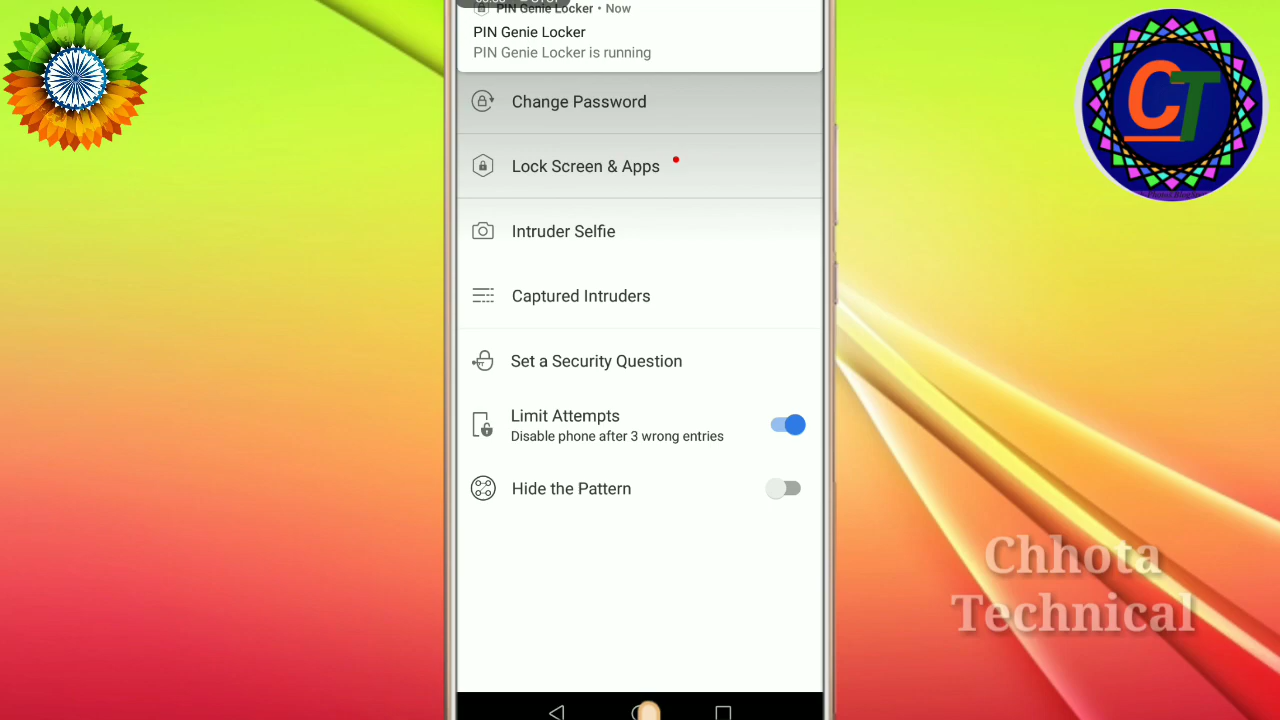 PIN Genie Locker • Now
PIN Genie Locker
PIN Genie Locker is running
Change Password
Lock Screen & Apps
Intruder Selfie
Captured Intruders
Set a Security Question
Limit Attempts
Disable phone after 3 wrong entries
Hide the Pattern
CT
Chhota
Technical